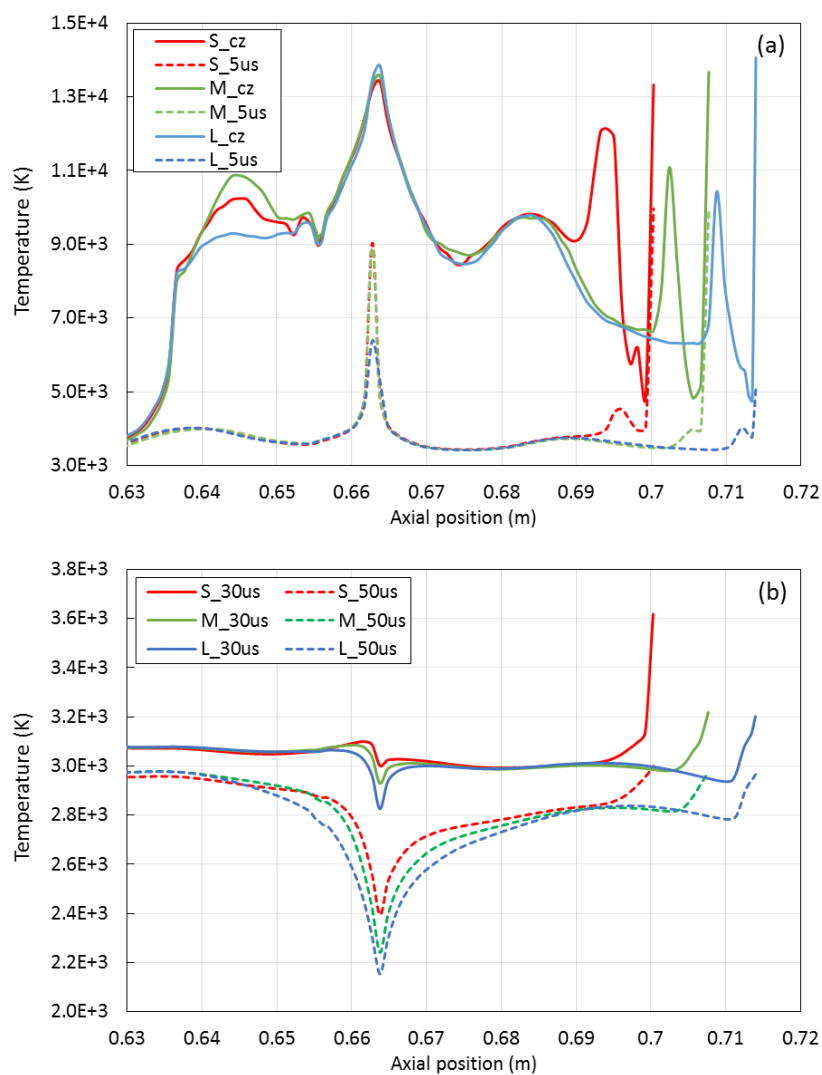 1.5E+4
(a)
S_cz
S_5us
M_cz
M_5us
L_cz
L_5us
1.3E+4
1.1E+4
9.0E+3
7.0E+3
5.0E+3
3.0E+3
Temperature (K)
0.63 0.64 0.65 0.66 0.67 0.68 0.69 0.7 0.71 0.72
Axial position (m)
3.8E+3
(b)
S_30us S_50us
M_30us M_50us
L_30us L_50us
3.6E+3
3.4E+3
3.2E+3
3.0E+3
2.8E+3
2.6E+3
2.4E+3
2.2E+3
2.0E+3
Temperature (K)
0.63 0.64 0.65 0.66 0.67 0.68 0.69 0.7 0.71 0.72
Axial position (m)